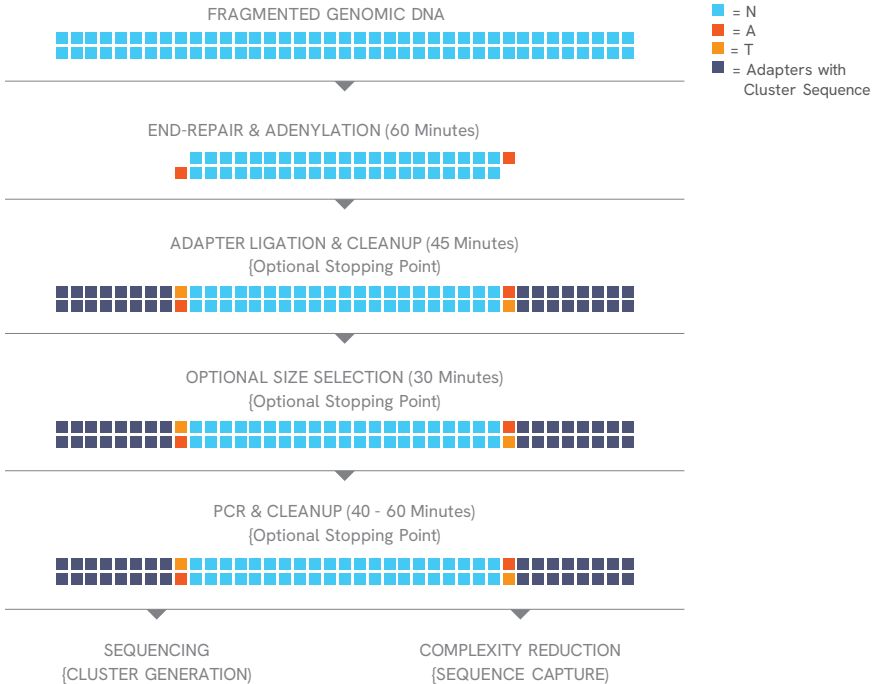 FRAGMENTED GENOMIC DNA
= N
= A
= T
= Adapters with
Cluster Sequence
END-REPAIR & ADENYLATION (60 Minutes)
ADAPTER LIGATION & CLEANUP (45 Minutes)
{Optional Stopping Point)
OPTIONAL SIZE SELECTION (30 Minutes)
{Optional Stopping Point)
PCR & CLEANUP (40 - 60 Minutes)
{Optional Stopping Point)
SEQUENCING
{CLUSTER GENERATION)
COMPLEXITY REDUCTION
{SEQUENCE CAPTURE)